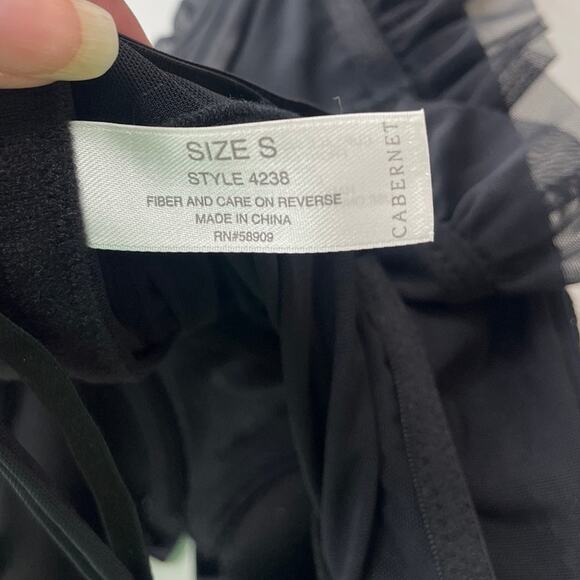 SIZE S
STYLE 4238
FIBER AND CARE ON REVERSE
MADE IN CHINA
RN#58909
CABERNET